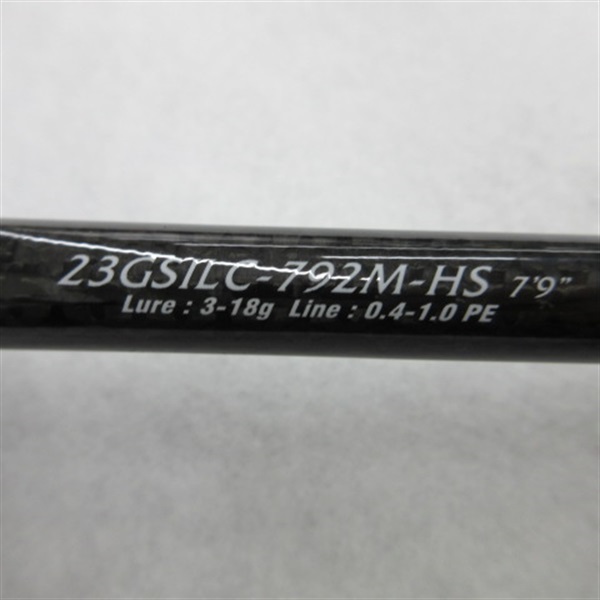 23GSILC-792M-HS 7'9"
Lure : 3-18g Line : 0.4-1.0 PE